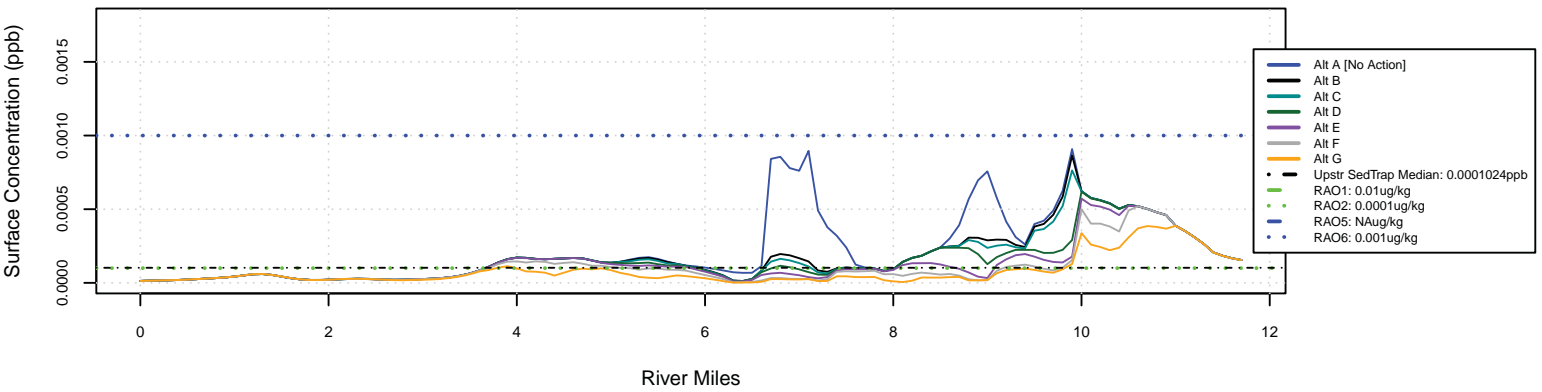 Surface Concentration (ppb)
0.0015
0.0010
0.0005
0.0000
0 2 4 6 8 10 12
River Miles
Alt A [No Action]
Alt B
Alt C
Alt D
Alt E
Alt F
Alt G
Upstr SedTrap Median: 0.0001024ppb
RAO1: 0.01ug/kg
RAO2: 0.0001ug/kg
RAO5: NAug/kg
RAO6: 0.001ug/kg